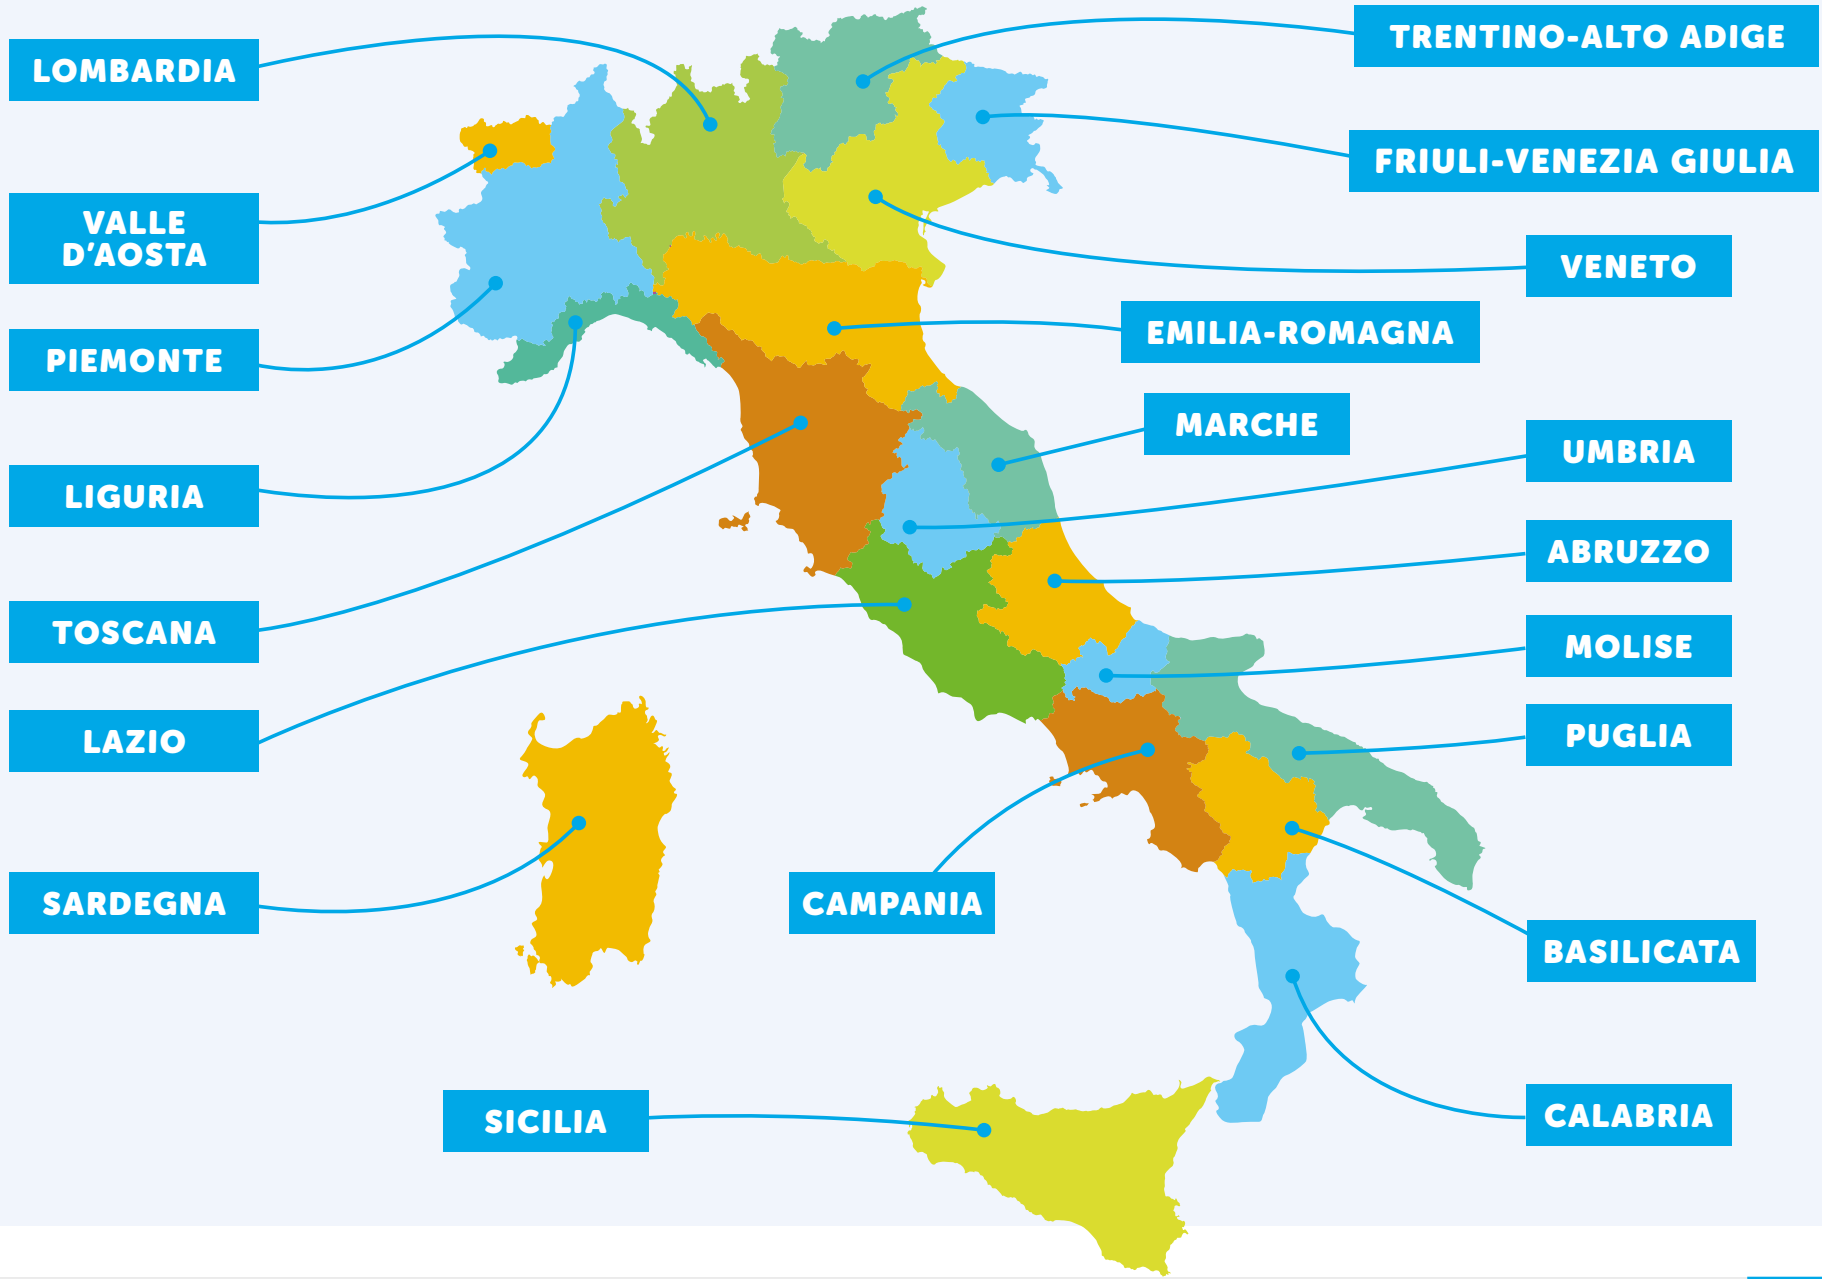 LOMBARDIA
TRENTINO-ALTO ADIGE
FRIULI-VENEZIA GIULIA
VALLE
D'AOSTA
VENETO
PIEMONTE
EMILIA-ROMAGNA
MARCHE
UMBRIA
LIGURIA
ABRUZZO
TOSCANA
MOLISE
LAZIO
PUGLIA
SARDEGNA
CAMPANIA
BASILICATA
SICILIA
CALABRIA